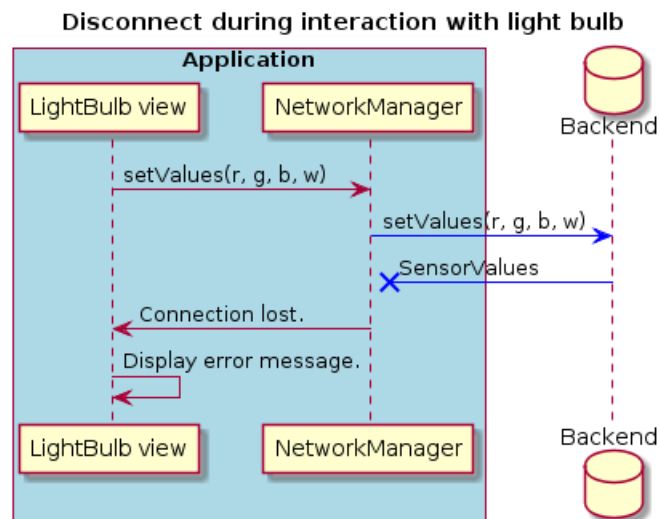 Disconnect during interaction with light bulb
Application
LightBulb view
NetworkManager
Backend
setValues(r, g, b, w)
setValues(r, g, b, w)
SensorValues
Connection lost.
Display error message.
LightBulb view
NetworkManager
Backend